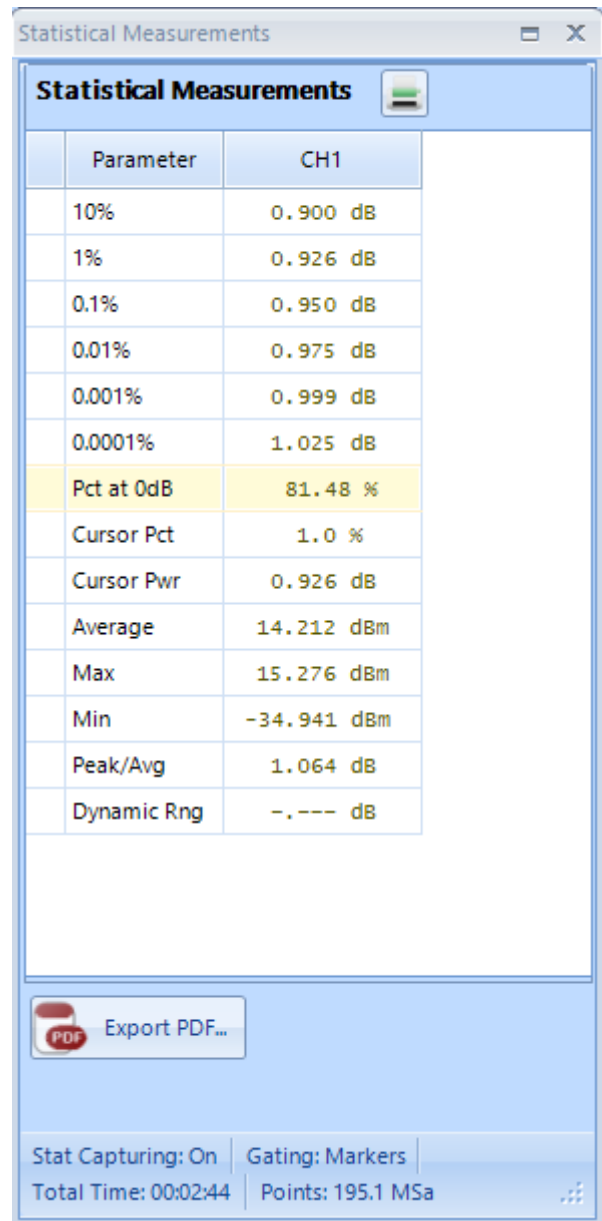 Statistical Measurements
Statistical Measurements
Parameter CH1
10% 0.900 dB
1% 0.926 dB
0.1% 0.950 dB
0.01% 0.975 dB
0.001% 0.999 dB
0.0001% 1.025 dB
Pct at 0dB 81.48 %
Cursor Pct 1.0 %
Cursor Pwr 0.926 dB
Average 14.212 dBm
Max 15.276 dBm
Min -34.941 dBm
Peak/Avg 1.064 dB
Dynamic Rng -.--- dB
PDF Export PDF...
Stat Capturing: On Gating: Markers
Total Time: 00:02:44 Points: 195.1 MSa